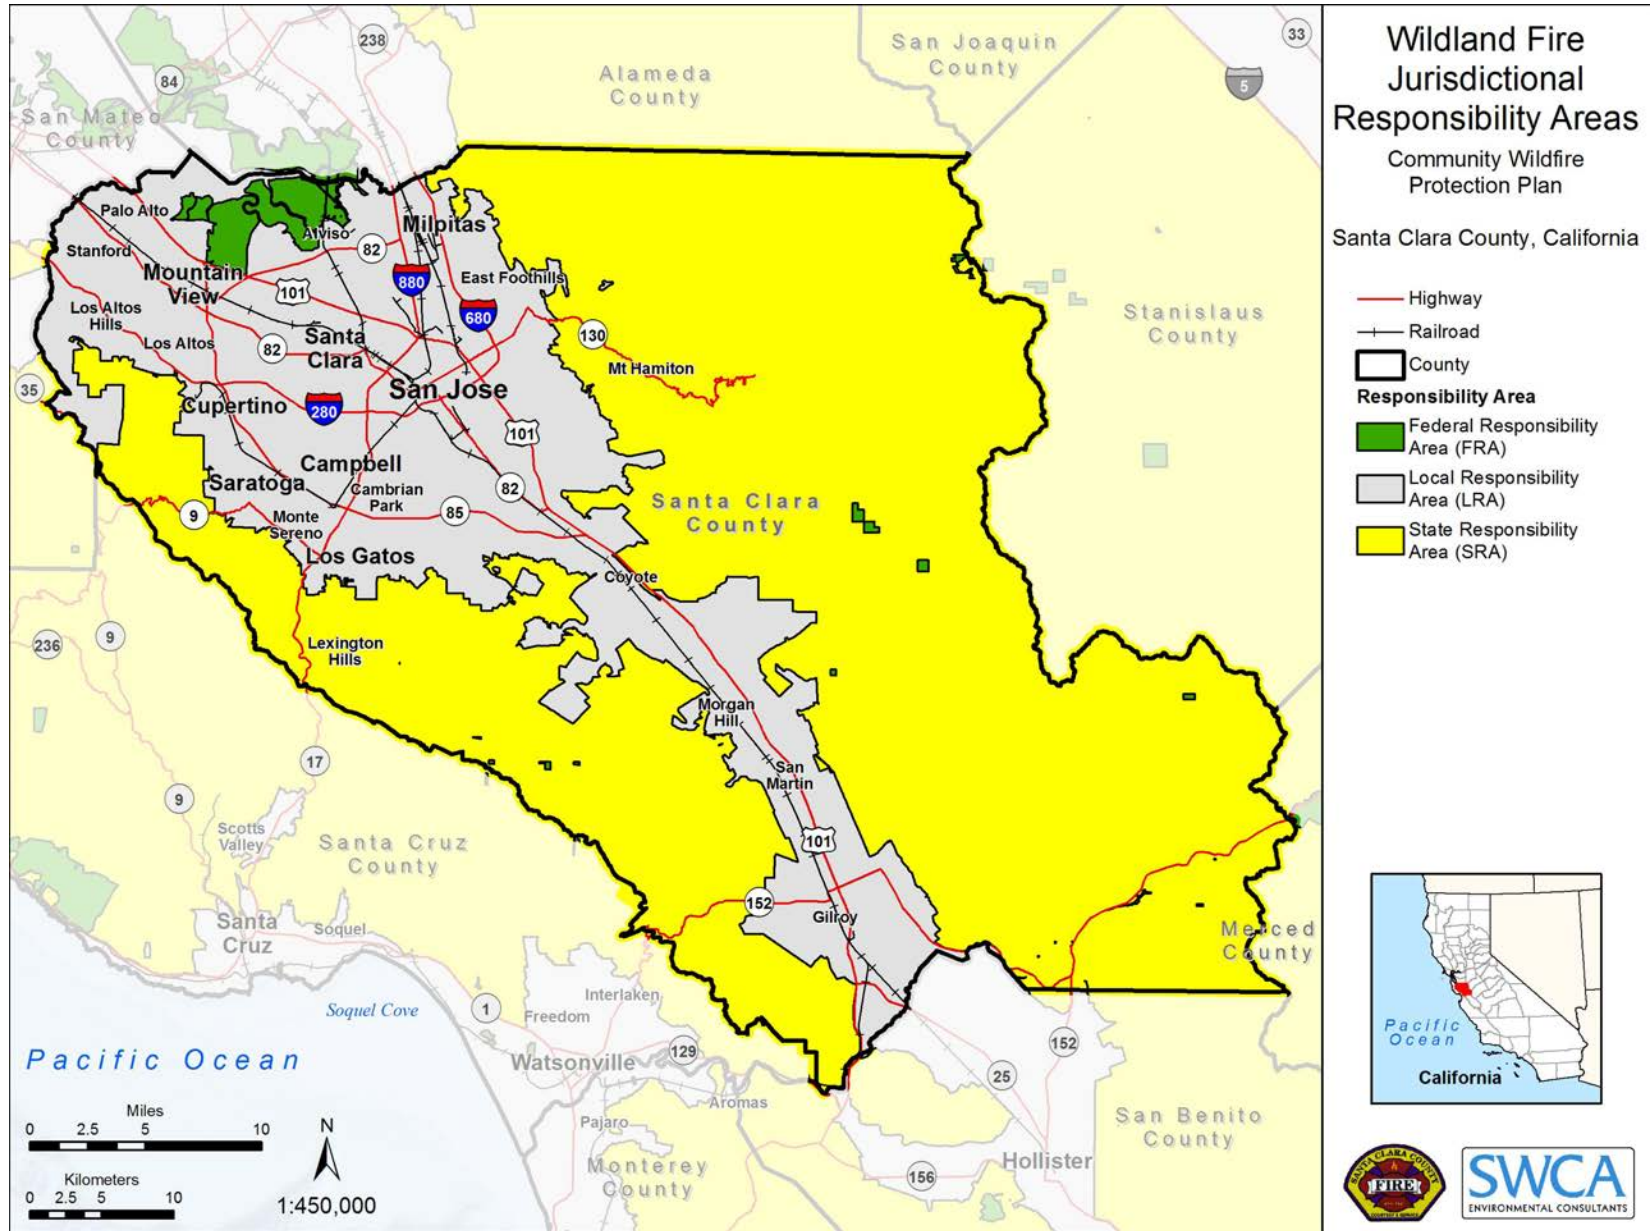 Wildland Fire
Jurisdictional
Responsibility Areas
Community Wildfire
Protection Plan
Santa Clara County, California
Highway
Railroad
County
Responsibility Area
Federal Responsibility
Area (FRA)
Local Responsibility
Area (LRA)
State Responsibility
Area (SRA)
Pacific
Ocean
California
SANTA CLARA COUNTY
FIRE
COURTESY & SERVICE
SWCA
ENVIRONMENTAL CONSULTANTS
238
San Joaquin
County
33
Alameda
County
84
5
San Mateo
County
Palo Alto
Alviso
Milpitas
82
Stanford
Mountain
View
880
East Foothills
101
680
Los Altos
Hills
Stanislaus
County
Santa
Clara
130
Los Altos
82
Mt Hamiton
35
San Jose
Cupertino
280
101
Campbell
Saratoga
Cambrian
Park
82
Santa Clara
County
9
Monte
Sereno
85
Los Gatos
Coyote
236
9
Lexington
Hills
Morgan
Hill
17
San
Martin
9
Scotts
Valley
Santa Cruz
County
101
152
Gilroy
Santa
Cruz
Soquel
Merced
County
Interlaken
Soquel Cove
1
Freedom
Pacific Ocean
Watsonville
129
152
25
Aromas
Pajaro
San Benito
County
Monterey
County
156
Hollister
Miles
0 2.5 5 10
Kilometers
0 2.5 5 10
N
1:450,000